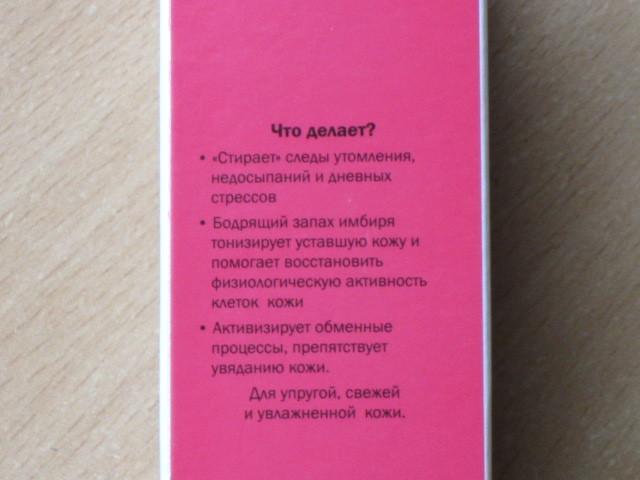 Что делает?
• «Стирает» следы утомления,
недосыпаний и дневных
стрессов
• Бодрящий запах имбиря
тонизирует уставшую кожу и
помогает восстановить
физиологическую активность
клеток кожи
• Активизирует обменные
процессы, препятствует
увяданию кожи.
Для упругой, свежей
и увлажненной кожи.